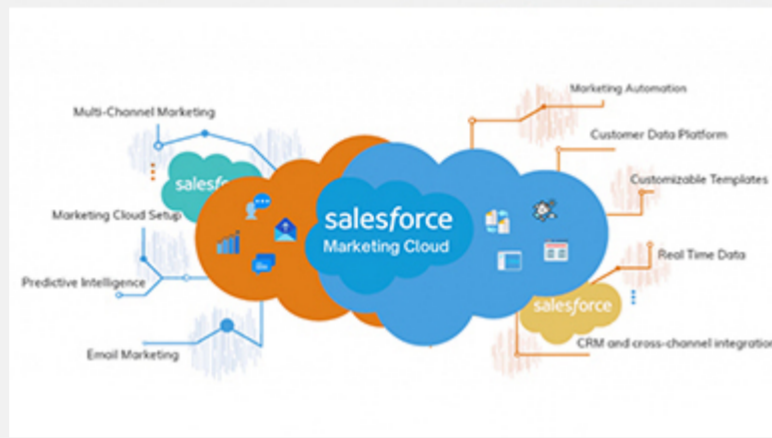 Multi-Channel Marketing
Marketing Cloud Setup
Predictive Intelligence
Email Marketing
salesforce
Marketing Cloud
Marketing Automation
Customer Data Platform
Customizable Templates
Real Time Data
salesforce
CRM and cross-channel integration